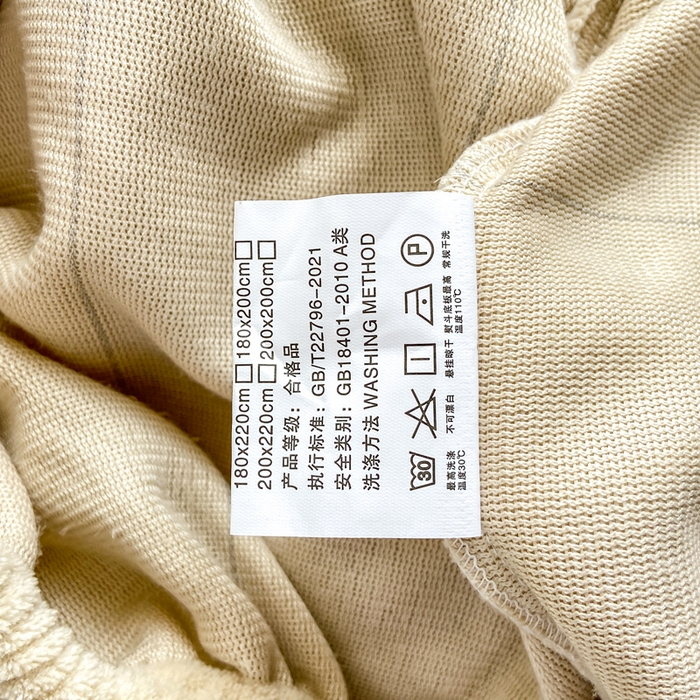 180x220cm□ 180x200cm□
200x220cm□ 200x200cm□
产品等级：合格品
执行标准：GB/T22796-2021
安全类别：GB18401-2010 A类
洗涤方法 WASHING METHOD
30 P
最高洗涤 不可漂白 悬挂晾干 熨斗底板最高 常规干洗
温度30℃ 温度110℃